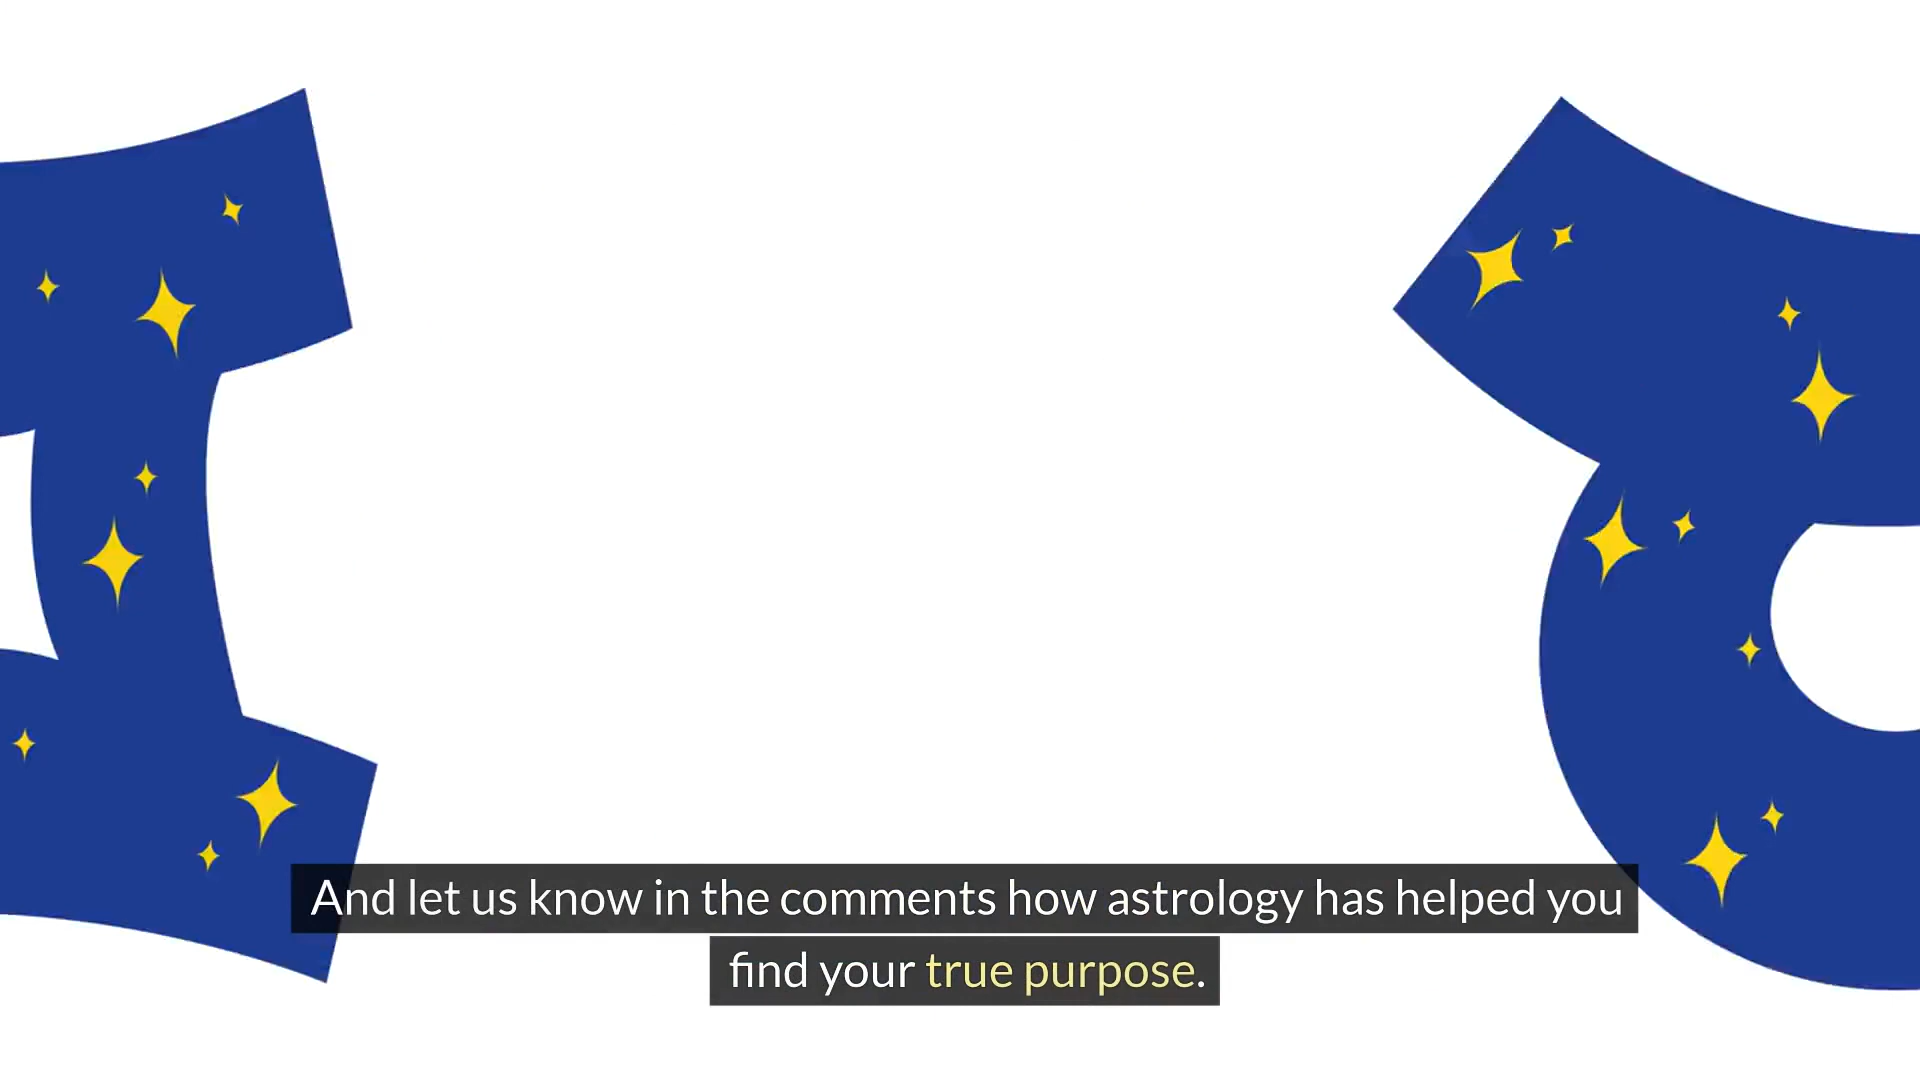 And let us know in the comments how astrology has helped you
find your true purpose.